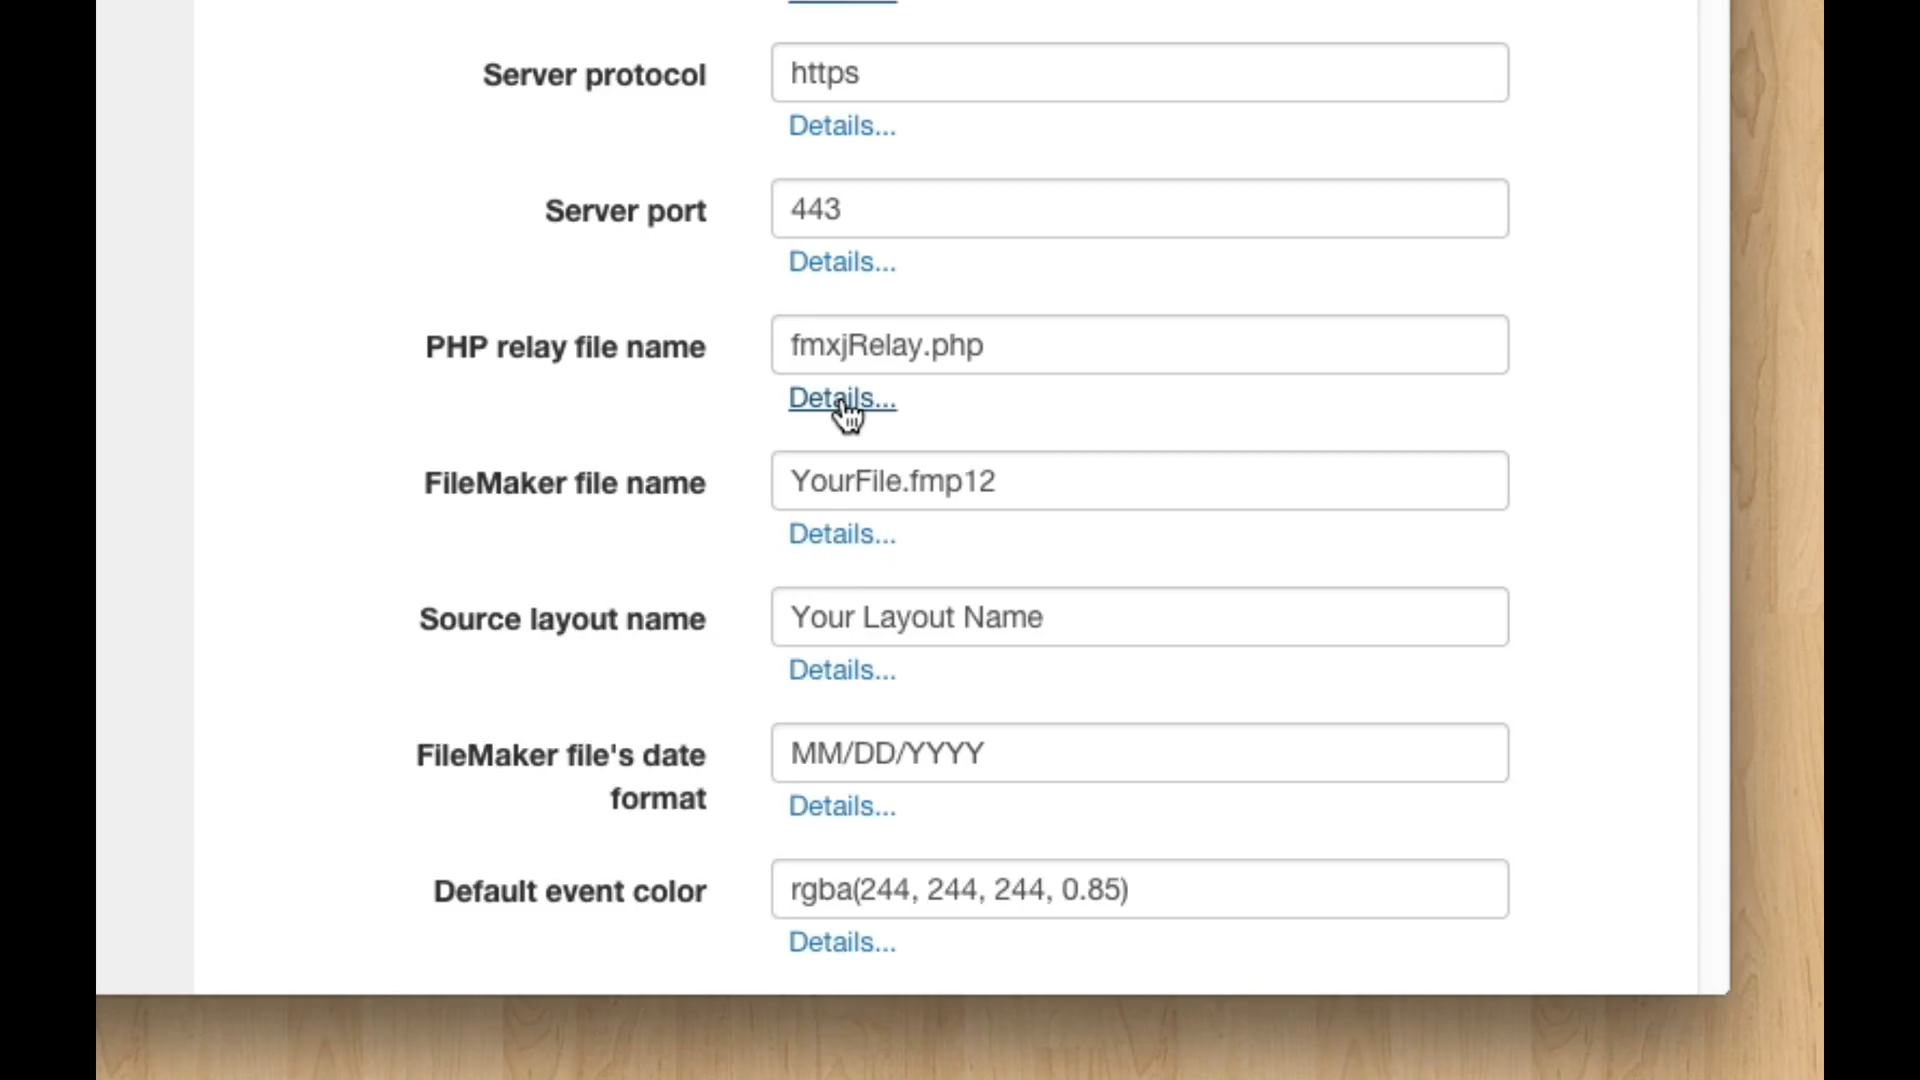 Server protocol
https
Details...
Server port
443
Details...
PHP relay file name
fmxjRelay.php
Details...
FileMaker file name
YourFile.fmp12
Details...
Source layout name
Your Layout Name
Details...
FileMaker file's date
format
MM/DD/YYYY
Details...
Default event color
rgba(244, 244, 244, 0.85)
Details...